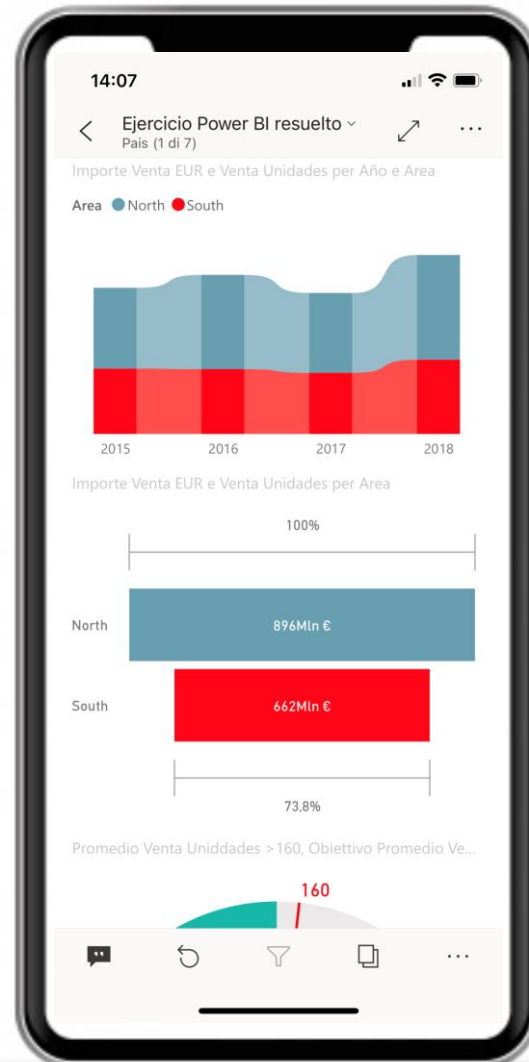 14:07
Ejercicio Power BI resuelto
Pais (1 di 7)
Importe Venta EUR e Venta Unidades per Año e Area
Area North South
2015 2016 2017 2018
Importe Venta EUR e Venta Unidades per Area
100%
North 896Mln €
South 662Mln €
73,8%
Promedio Venta Uniddades >160, Obiettivo Promedio Ve...
160